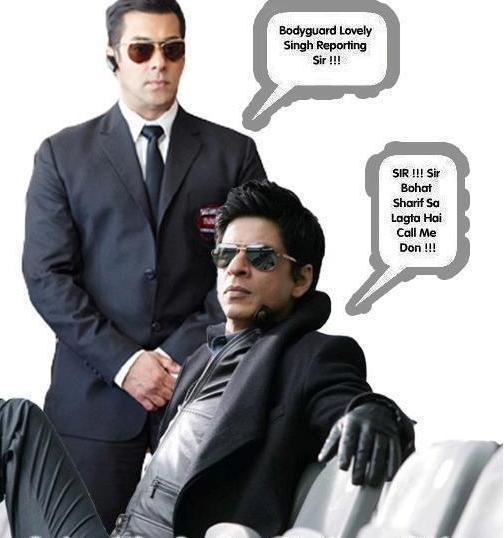 Bodyguard Lovely
Singh Reporting
Sir !!!
SIR !!! Sir
Bohat
Sharif Sa
Lagta Hai
Call Me
Don !!!